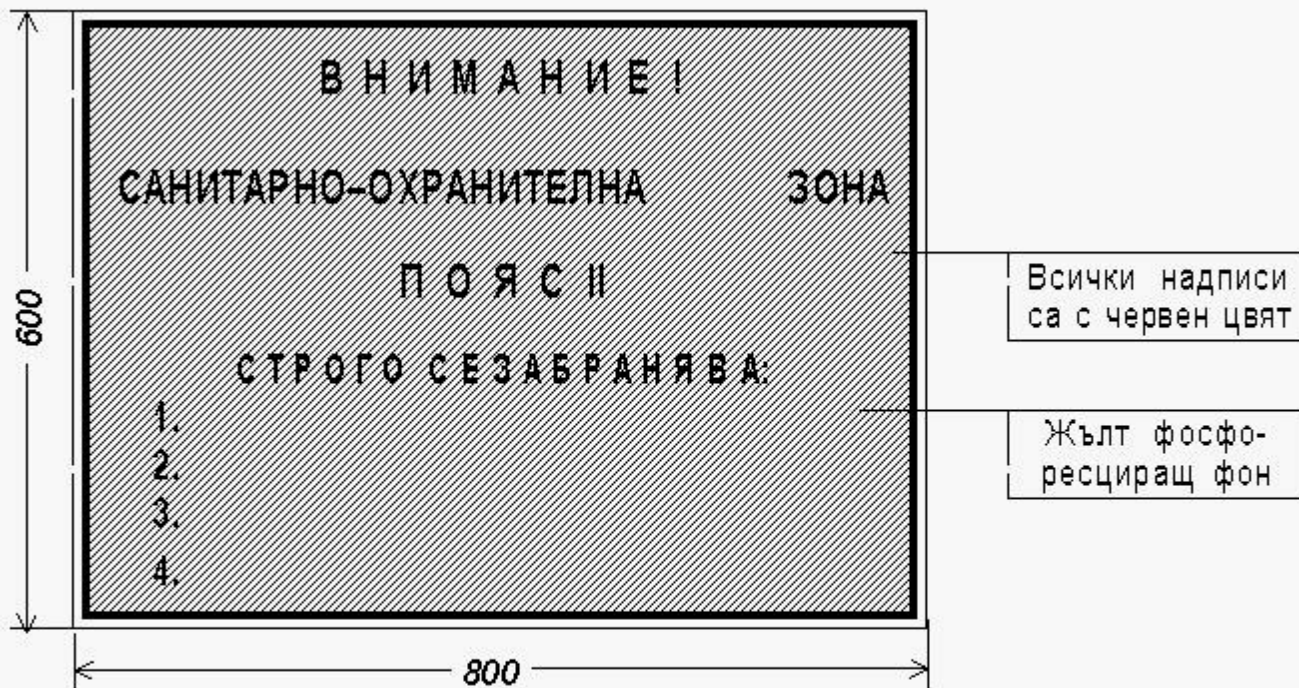 ВНИМАНИЕ!
САНИТАРНО-ОХРАНИТЕЛНА ЗОНА
ПОЯС II
СТРОГО СЕЗАБРАНЯВА:
1.
2.
3.
4.
600
800
Всички надписи
са с червен цвят
Жълт фосфо-
ресциращ фон